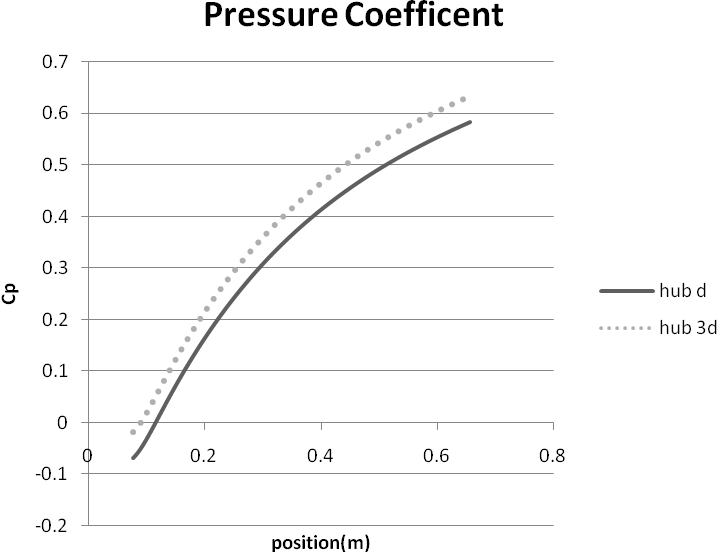 Pressure Coefficent
0.7
0.6
0.5
0.4
0.3
0.2
0.1
0
-0.1
-0.2
Cp
0 0.2 0.4 0.6 0.8
position(m)
hub d
hub 3d